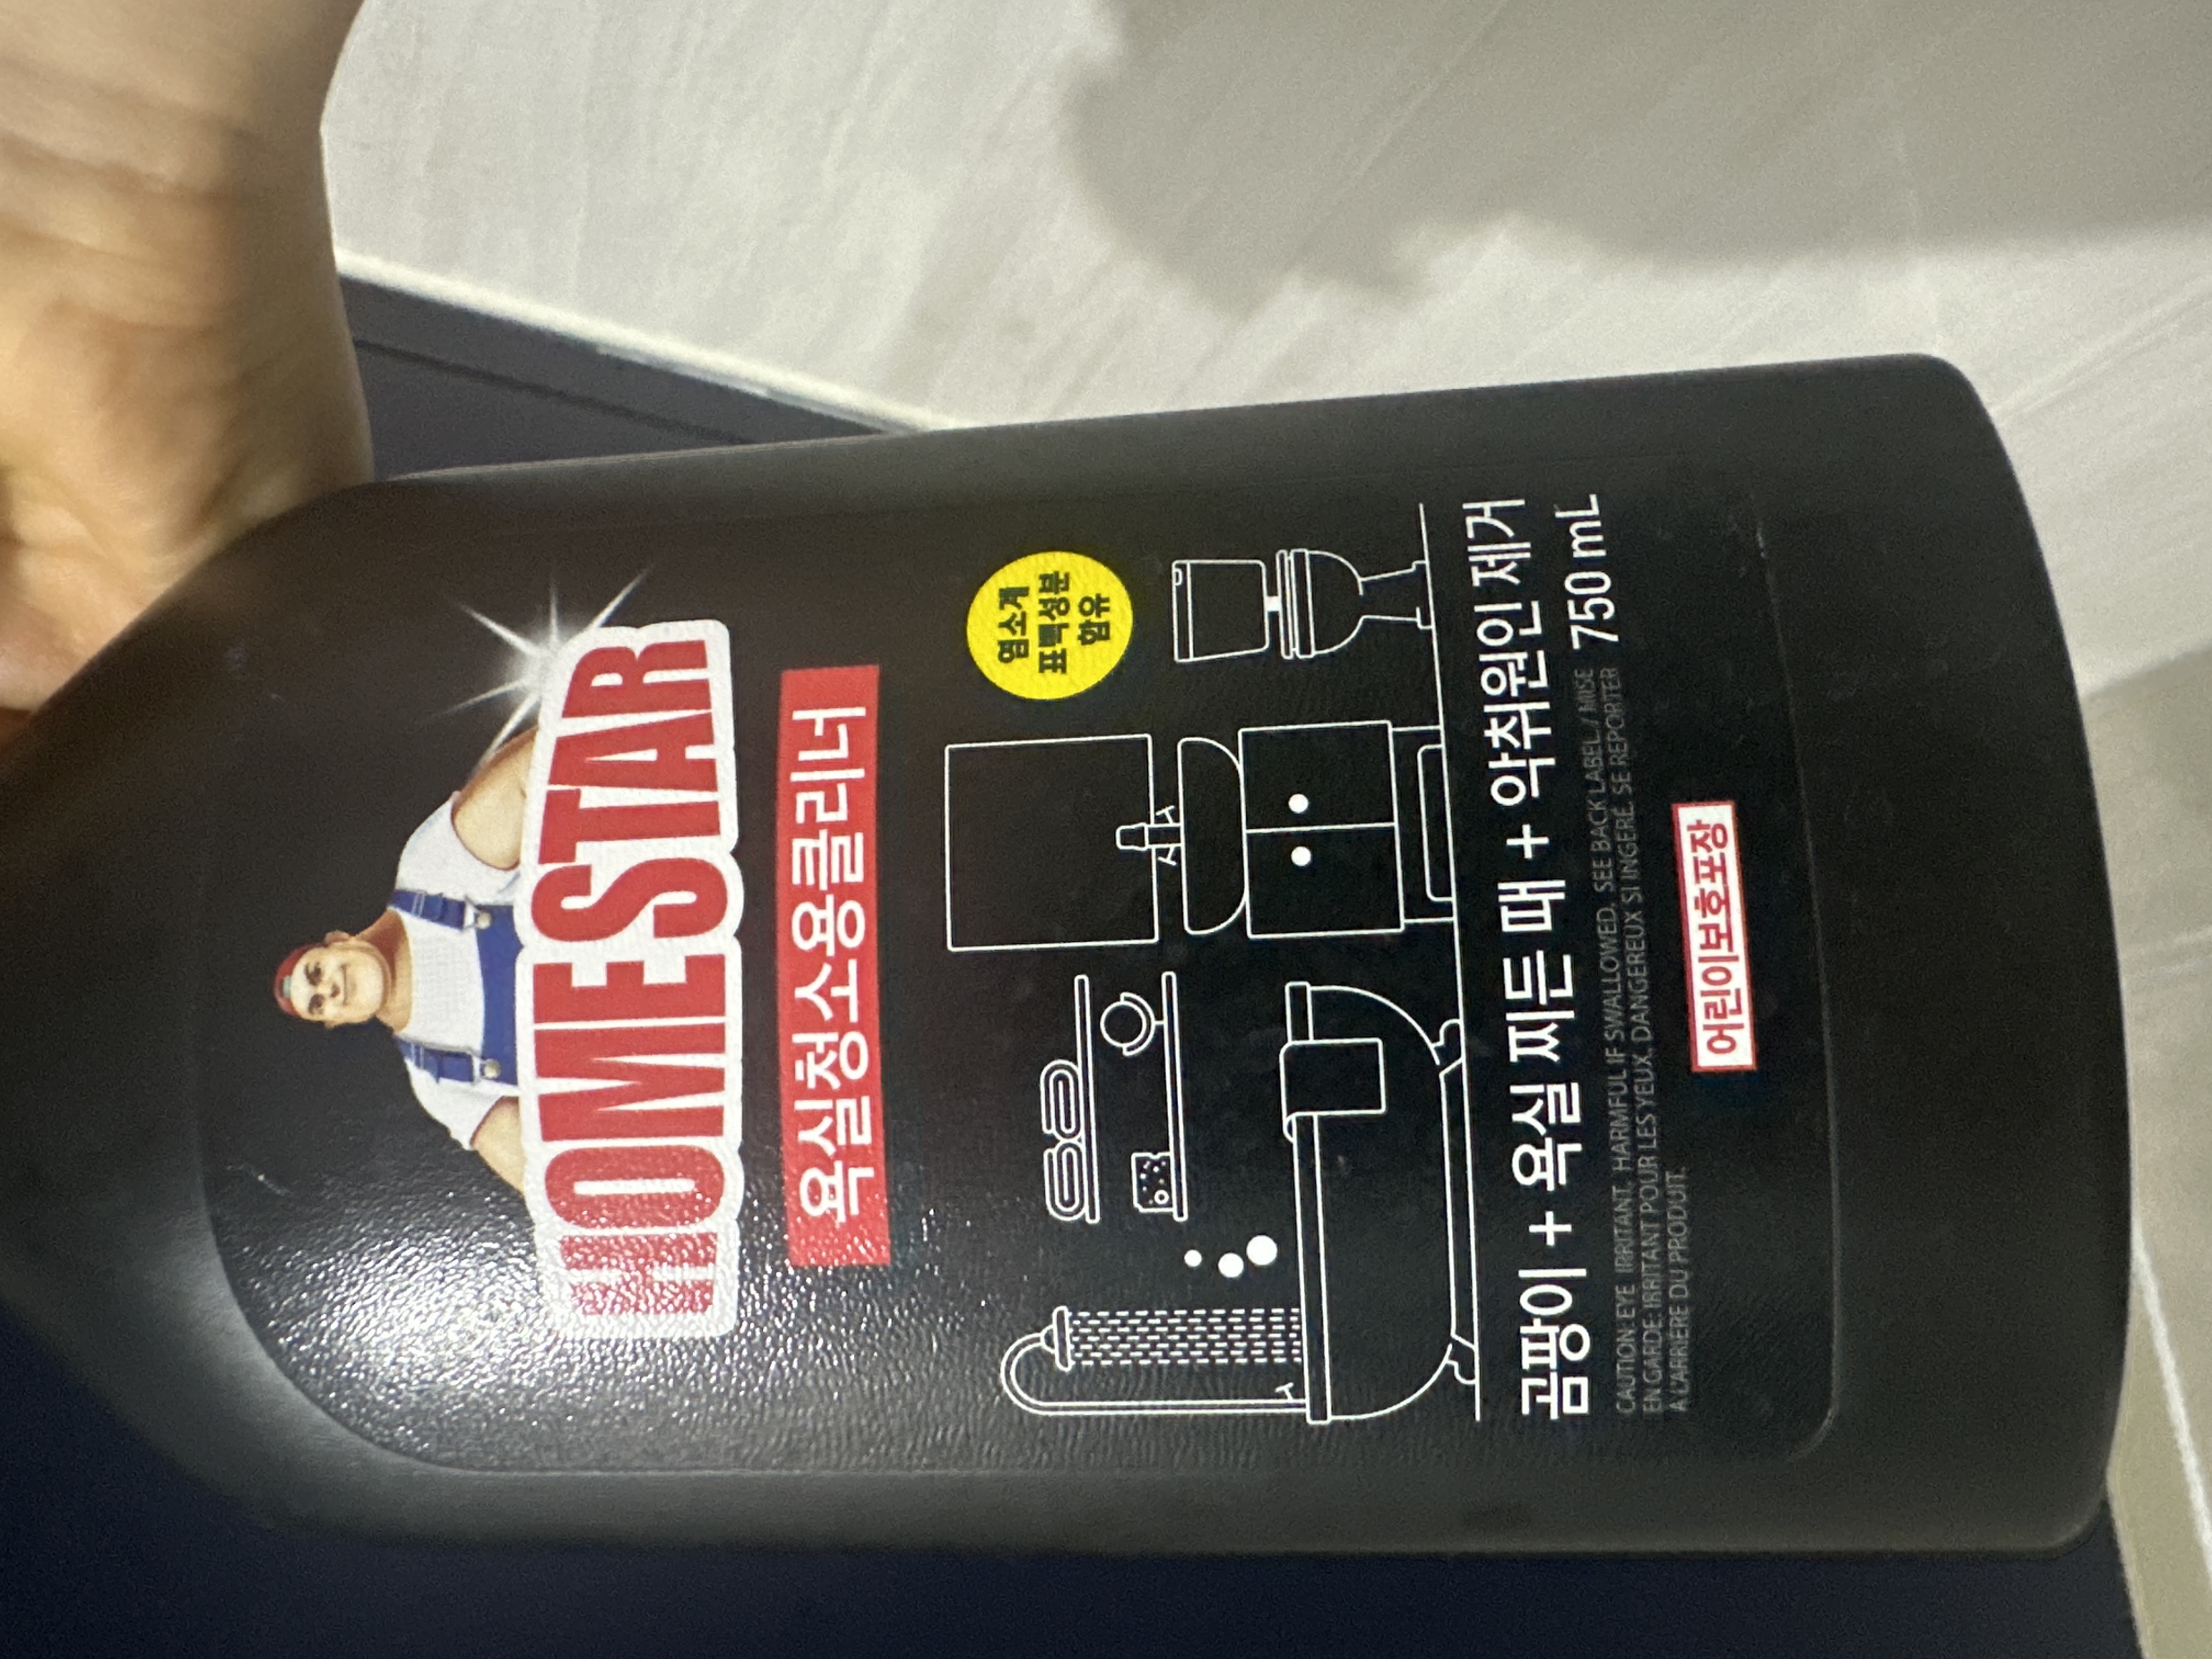 HOMESTAR
욕실청소용클리너
염소계
표백성분
함유
곰팡이 + 욕실 찌든 때 + 악취원인 제거
CAUTION: EYE IRRITANT. HARMFUL IF SWALLOWED. SEE BACK LABEL. / MISE
EN GARDE: IRRITANT POUR LES YEUX. DANGEREUX SI INGERE. SE REPORTER
A L'ARRIERE DU PRODUIT.
750 mL
어린이보호포장